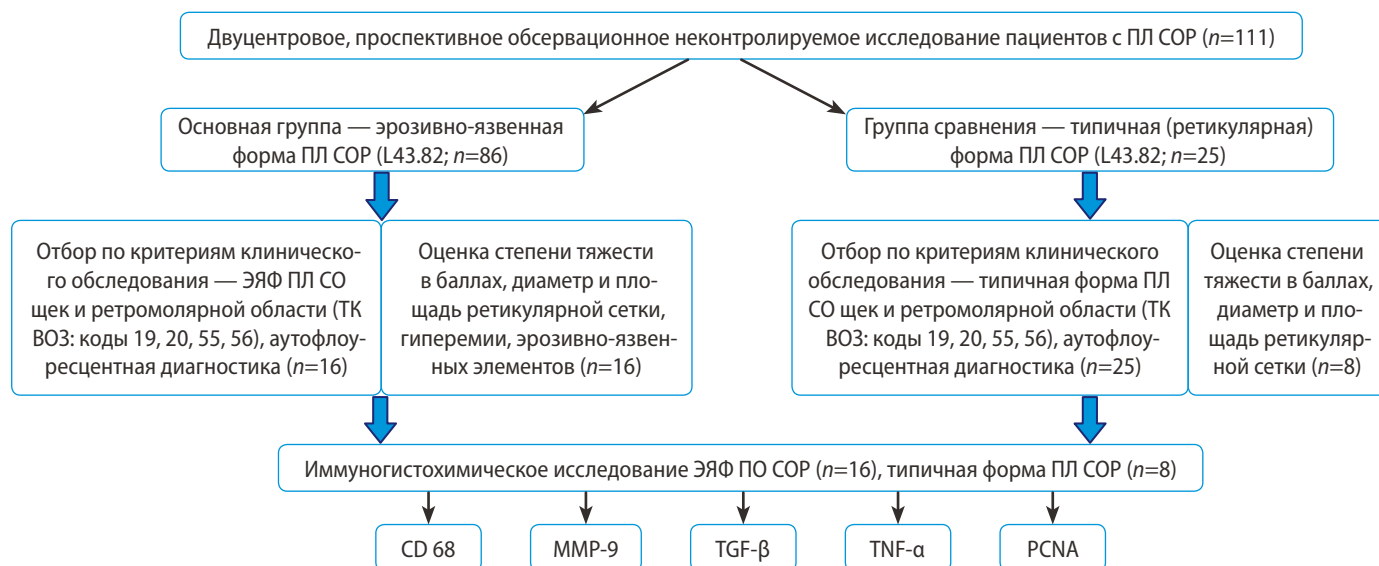 Двуцентровое, проспективное обсервационное неконтролируемое исследование пациентов с ПЛ СОР (n=111)
Основная группа — эрозивно-язвенная
форма ПЛ СОР (L43.82; n=86)
Группа сравнения — типичная (ретикулярная)
форма ПЛ СОР (L43.82; n=25)
Отбор по критериям клиническо-
го обследования — ЭЯФ ПЛ СО
щек и ретромолярной области (ТК
ВОЗ: коды 19, 20, 55, 56), аутофлоу-
ресцентная диагностика (n=16)
Оценка степени тяжести
в баллах, диаметр и пло-
щадь ретикулярной сетки,
гиперемии, эрозивно-язвен-
ных элементов (n=16)
Отбор по критериям клинического
обследования — типичная форма ПЛ
СО щек и ретромолярной области (ТК
ВОЗ: коды 19, 20, 55, 56), аутофлоу-
ресцентная диагностика (n=25)
Оценка степени
тяжести в баллах,
диаметр и пло-
щадь ретикуляр-
ной сетки (n=8)
Иммуногистохимическое исследование ЭЯФ ПО СОР (n=16), типичная форма ПЛ СОР (n=8)
CD 68
MMP-9
TGF-β
TNF-α
PCNA